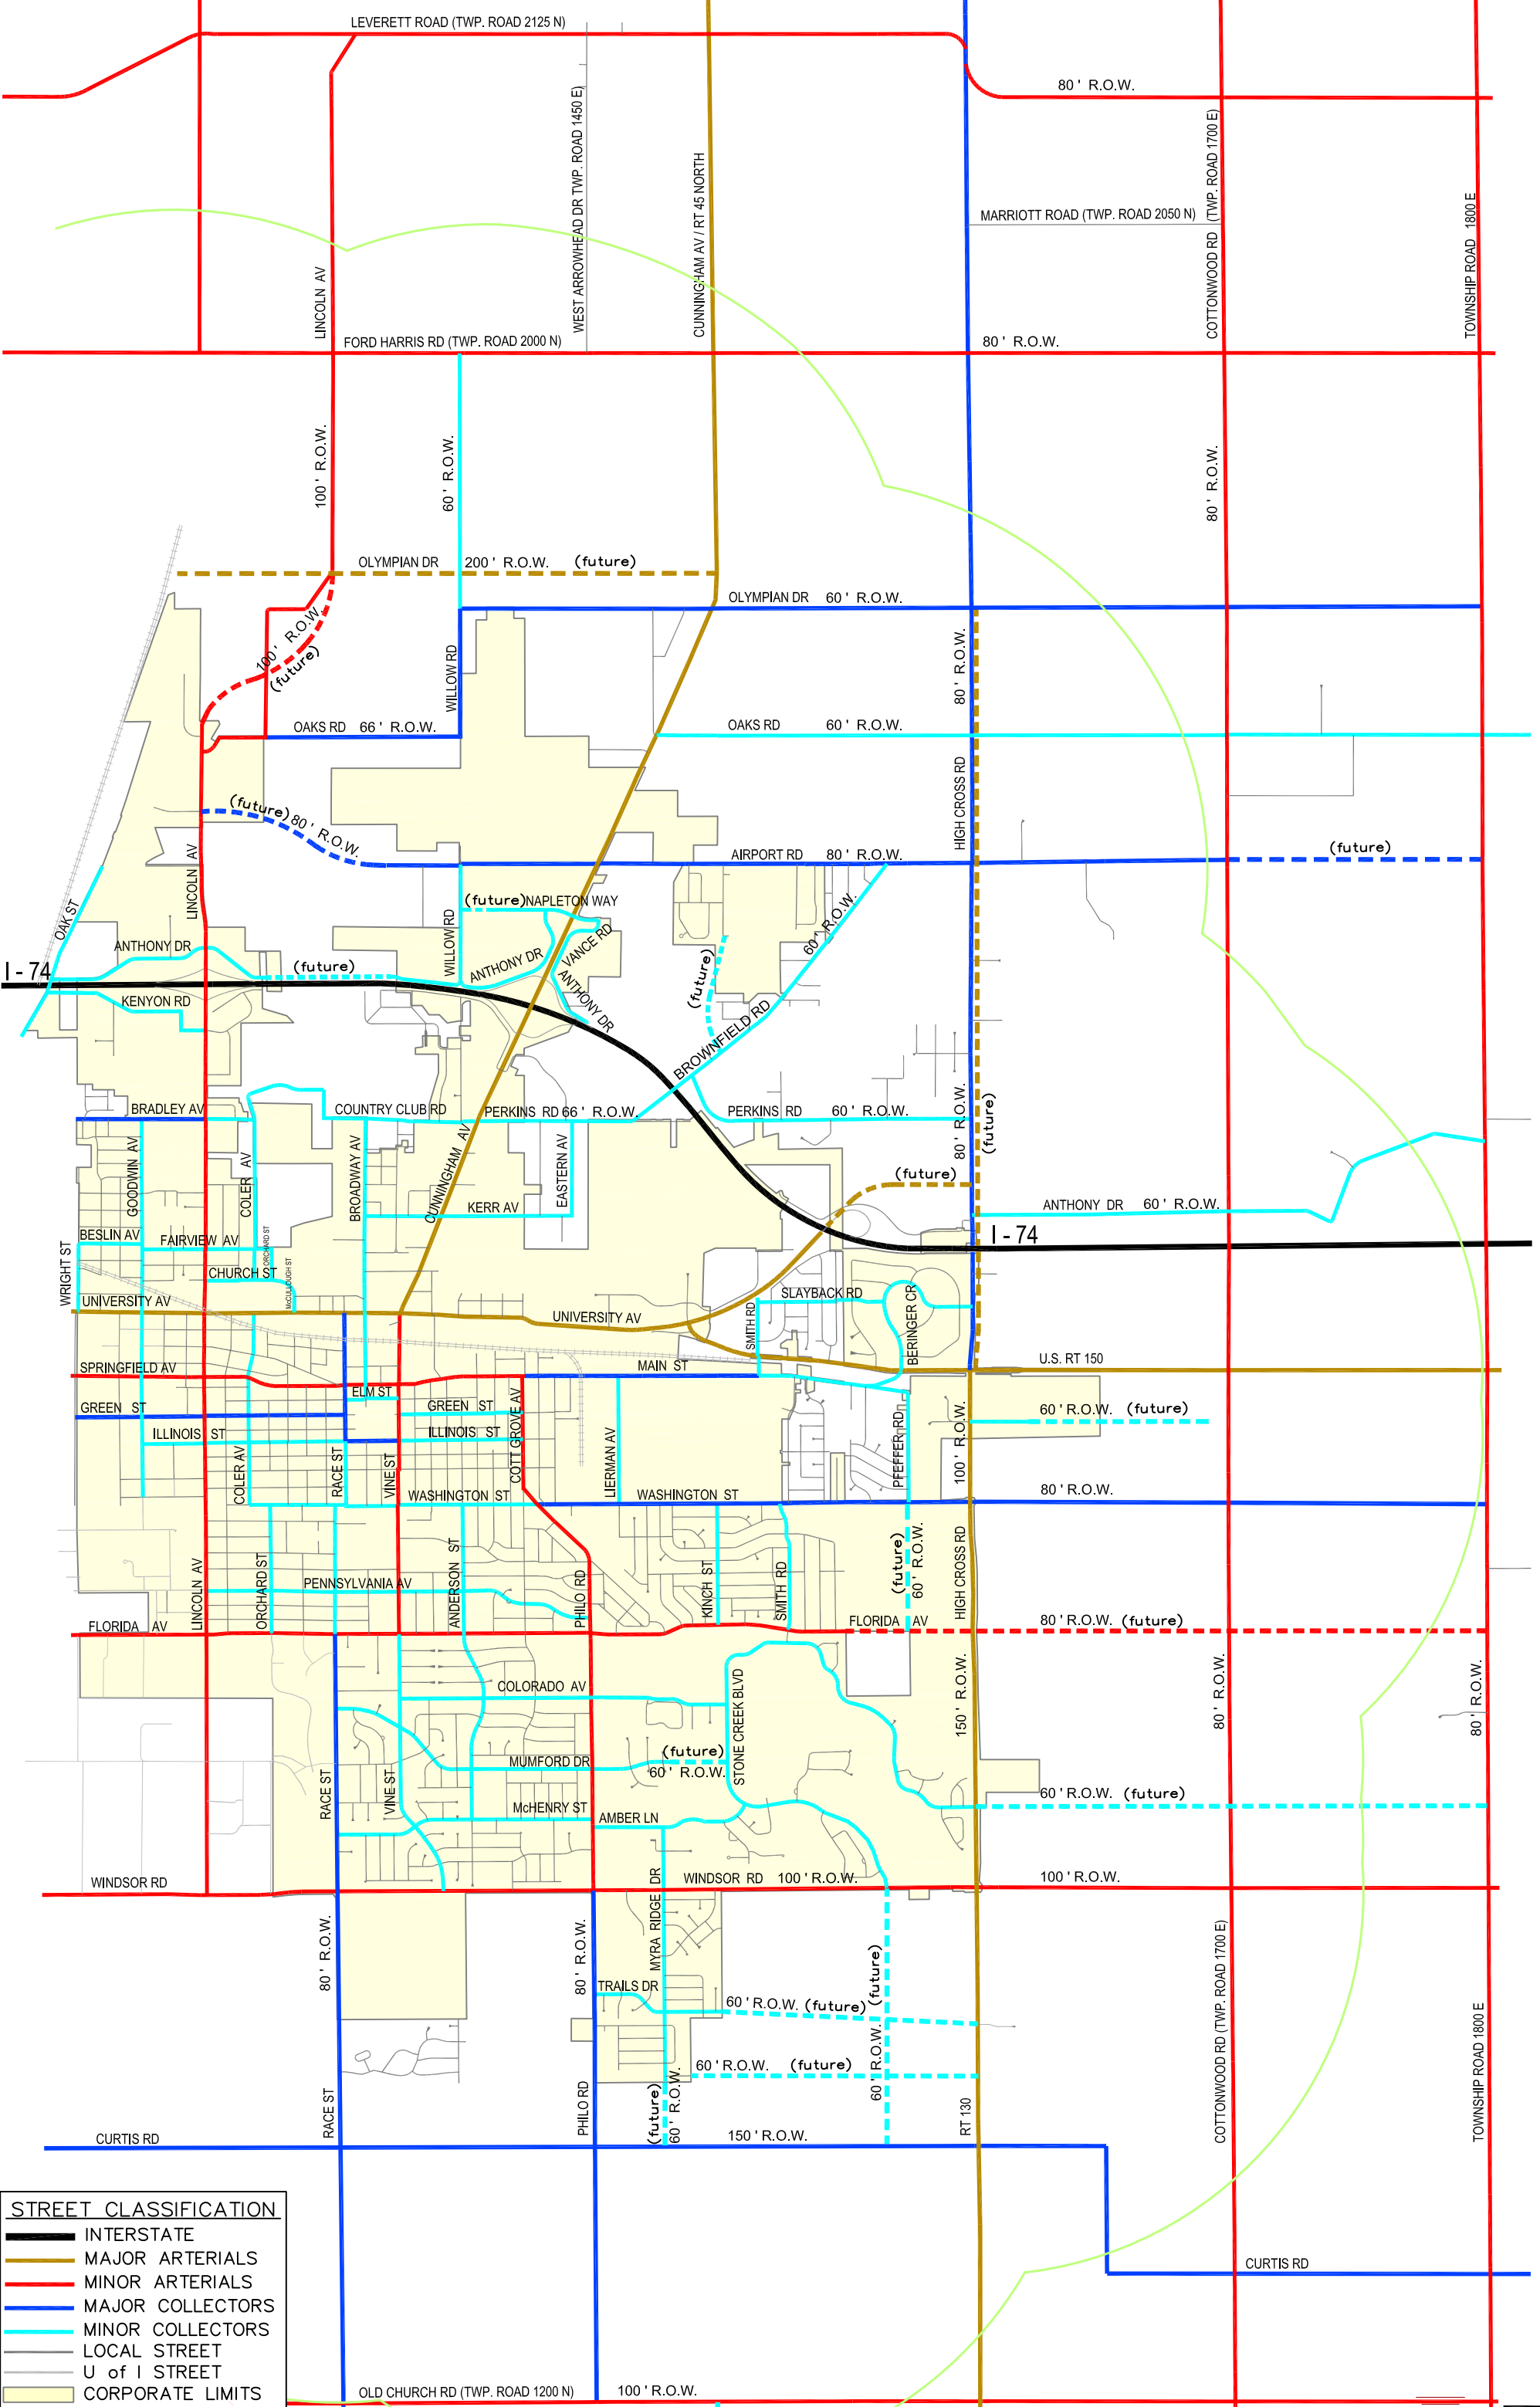 LEVERETT ROAD (TWP. ROAD 2125 N)
80 ' R.O.W.
WEST ARROWHEAD DR TWP. ROAD 1450 E)
CUNNINGHAM AV / RT 45 NORTH
COTTONWOOD RD (TWP. ROAD 1700 E)
TOWNSHIP ROAD 1800 E
MARRIOTT ROAD (TWP. ROAD 2050 N)
LINCOLN AV
FORD HARRIS RD (TWP. ROAD 2000 N)
80 ' R.O.W.
100 ' R.O.W.
60 ' R.O.W.
80 ' R.O.W.
OLYMPIAN DR 200 ' R.O.W. (future)
OLYMPIAN DR 60 ' R.O.W.
100 ' R.O.W.
(future)
WILLOW RD
80 ' R.O.W.
OAKS RD 66 ' R.O.W.
OAKS RD 60 ' R.O.W.
HIGH CROSS RD
(future) 80 ' R.O.W.
LINCOLN AV
AIRPORT RD 80 ' R.O.W.
(future)
OAK ST
(future) NAPLETON WAY
WILLOW RD
ANTHONY DR
VANCE RD
60 ' R.O.W.
ANTHONY DR
(future)
I - 74
KENYON RD
ANTHONY DR
(future)
BROWNFIELD RD
BRADLEY AV
COUNTRY CLUB RD
PERKINS RD 66 ' R.O.W.
PERKINS RD 60 ' R.O.W.
80 ' R.O.W.
(future)
GOODWIN AV
COLER AV
BROADWAY AV
CUNNINGHAM AV
EASTERN AV
KERR AV
(future)
ANTHONY DR 60 ' R.O.W.
I - 74
BESLIN AV
FAIRVIEW AV
ORCHARD ST
CHURCH ST
McCULLOUGH ST
WRIGHT ST
UNIVERSITY AV
UNIVERSITY AV
SLAYBACK RD
SMITH RD
BERINGER CR
U.S. RT 150
SPRINGFIELD AV
MAIN ST
ELM ST
GREEN ST
GREEN ST
60 ' R.O.W. (future)
ILLINOIS ST
ILLINOIS ST
COTT GROVE AV
COLER AV
RACE ST
VINE ST
LIERMAN AV
PFEFFER RD
100 ' R.O.W.
WASHINGTON ST
WASHINGTON ST
80 ' R.O.W.
LINCOLN AV
ORCHARD ST
PENNSYLVANIA AV
ANDERSON ST
PHILO RD
KINCH ST
SMITH RD
(future)
60 ' R.O.W.
HIGH CROSS RD
FLORIDA AV
FLORIDA AV
80 ' R.O.W. (future)
COLORADO AV
STONE CREEK BLVD
150 ' R.O.W.
80 ' R.O.W.
80 ' R.O.W.
RACE ST
VINE ST
MUMFORD DR
(future)
60 ' R.O.W.
McHENRY ST
AMBER LN
60 ' R.O.W. (future)
WINDSOR RD
WINDSOR RD 100 ' R.O.W.
100 ' R.O.W.
80 ' R.O.W.
80 ' R.O.W.
MYRA RIDGE DR
TRAILS DR
60 ' R.O.W. (future)
(future)
60 ' R.O.W.
60 ' R.O.W. (future)
(future)
60 ' R.O.W.
COTTONWOOD RD (TWP. ROAD 1700 E)
TOWNSHIP ROAD 1800 E
RACE ST
PHILO RD
RT 130
CURTIS RD
150 ' R.O.W.
CURTIS RD
STREET CLASSIFICATION
INTERSTATE
MAJOR ARTERIALS
MINOR ARTERIALS
MAJOR COLLECTORS
MINOR COLLECTORS
LOCAL STREET
U of I STREET
CORPORATE LIMITS
OLD CHURCH RD (TWP. ROAD 1200 N)
100 ' R.O.W.